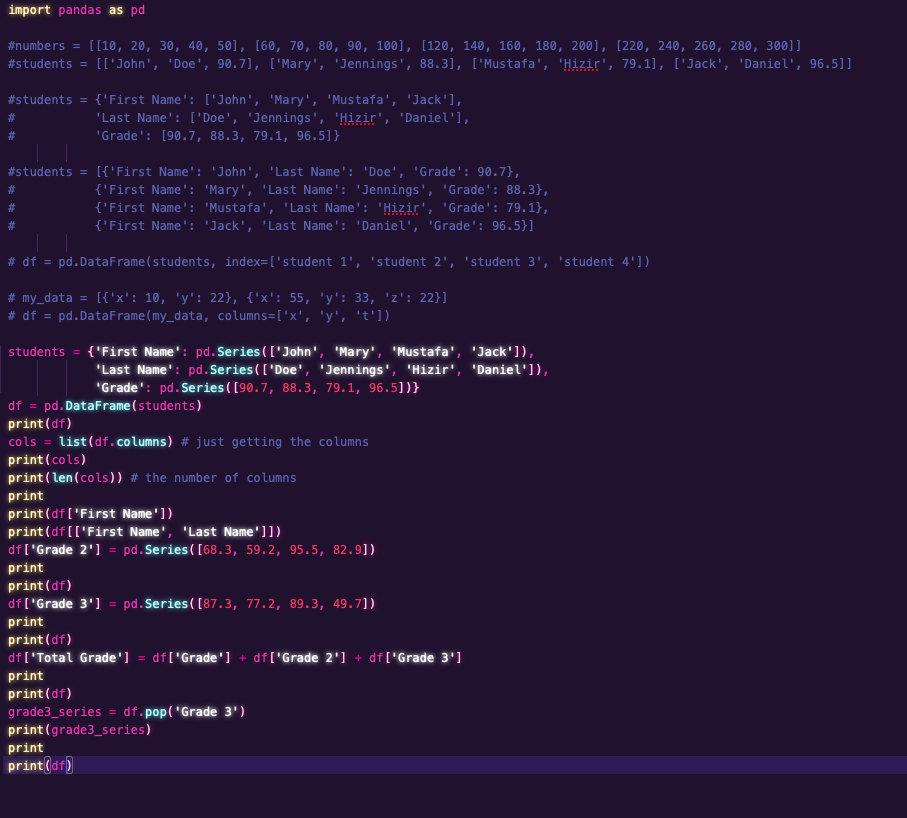 import pandas as pd
#numbers = [[10, 20, 30, 40, 50], [60, 70, 80, 90, 100], [120, 140, 160, 180, 200], [220, 240, 260, 280, 300]]
#students = [['John', 'Doe', 90.7], ['Mary', 'Jennings', 88.3], ['Mustafa', 'Hizir', 79.1], ['Jack', 'Daniel', 96.5]]
#students = {'First Name': ['John', 'Mary', 'Mustafa', 'Jack'],
#           'Last Name': ['Doe', 'Jennings', 'Hizir', 'Daniel'],
#           'Grade': [90.7, 88.3, 79.1, 96.5]}
#students = [{'First Name': 'John', 'Last Name': 'Doe', 'Grade': 90.7},
#           {'First Name': 'Mary', 'Last Name': 'Jennings', 'Grade': 88.3},
#           {'First Name': 'Mustafa', 'Last Name': 'Hizir', 'Grade': 79.1},
#           {'First Name': 'Jack', 'Last Name': 'Daniel', 'Grade': 96.5}]
# df = pd.DataFrame(students, index=['student 1', 'student 2', 'student 3', 'student 4'])
# my_data = [{'x': 10, 'y': 22}, {'x': 55, 'y': 33, 'z': 22}]
# df = pd.DataFrame(my_data, columns=['x', 'y', 't'])
students = {'First Name': pd.Series(['John', 'Mary', 'Mustafa', 'Jack']),
            'Last Name': pd.Series(['Doe', 'Jennings', 'Hizir', 'Daniel']),
            'Grade': pd.Series([90.7, 88.3, 79.1, 96.5])}
df = pd.DataFrame(students)
print(df)
cols = list(df.columns) # just getting the columns
print(cols)
print(len(cols)) # the number of columns
print
print(df['First Name'])
print(df[['First Name', 'Last Name']])
df['Grade 2'] = pd.Series([68.3, 59.2, 95.5, 82.9])
print
print(df)
df['Grade 3'] = pd.Series([87.3, 77.2, 89.3, 49.7])
print
print(df)
df['Total Grade'] = df['Grade'] + df['Grade 2'] + df['Grade 3']
print
print(df)
grade3_series = df.pop('Grade 3')
print(grade3_series)
print
print(df)